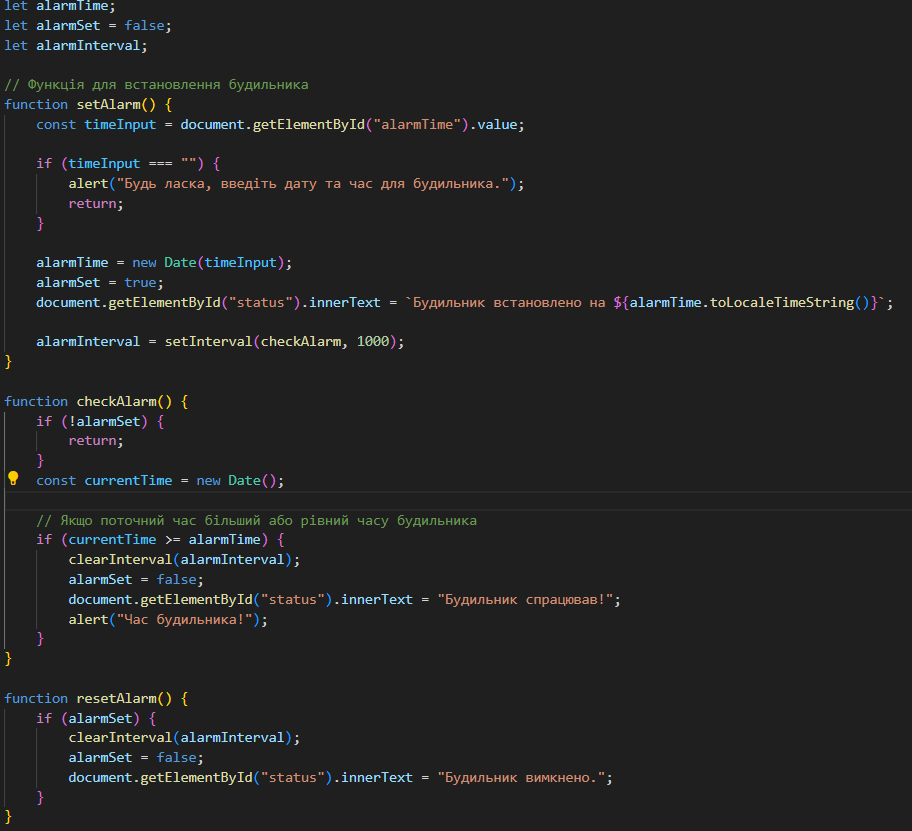 let alarmTime;
let alarmSet = false;
let alarmInterval;
// Функція для встановлення будильника
function setAlarm() {
    const timeInput = document.getElementById("alarmTime").value;
    if (timeInput === "") {
        alert("Будь ласка, введіть дату та час для будильника.");
        return;
    }
    alarmTime = new Date(timeInput);
    alarmSet = true;
    document.getElementById("status").innerText = `Будильник встановлено на ${alarmTime.toLocaleTimeString()}`;
    alarmInterval = setInterval(checkAlarm, 1000);
}
function checkAlarm() {
    if (!alarmSet) {
        return;
    }
    const currentTime = new Date();
    // Якщо поточний час більший або рівний часу будильника
    if (currentTime >= alarmTime) {
        clearInterval(alarmInterval);
        alarmSet = false;
        document.getElementById("status").innerText = "Будильник спрацював!";
        alert("Час будильника!");
    }
}
function resetAlarm() {
    if (alarmSet) {
        clearInterval(alarmInterval);
        alarmSet = false;
        document.getElementById("status").innerText = "Будильник вимкнено.";
    }
}